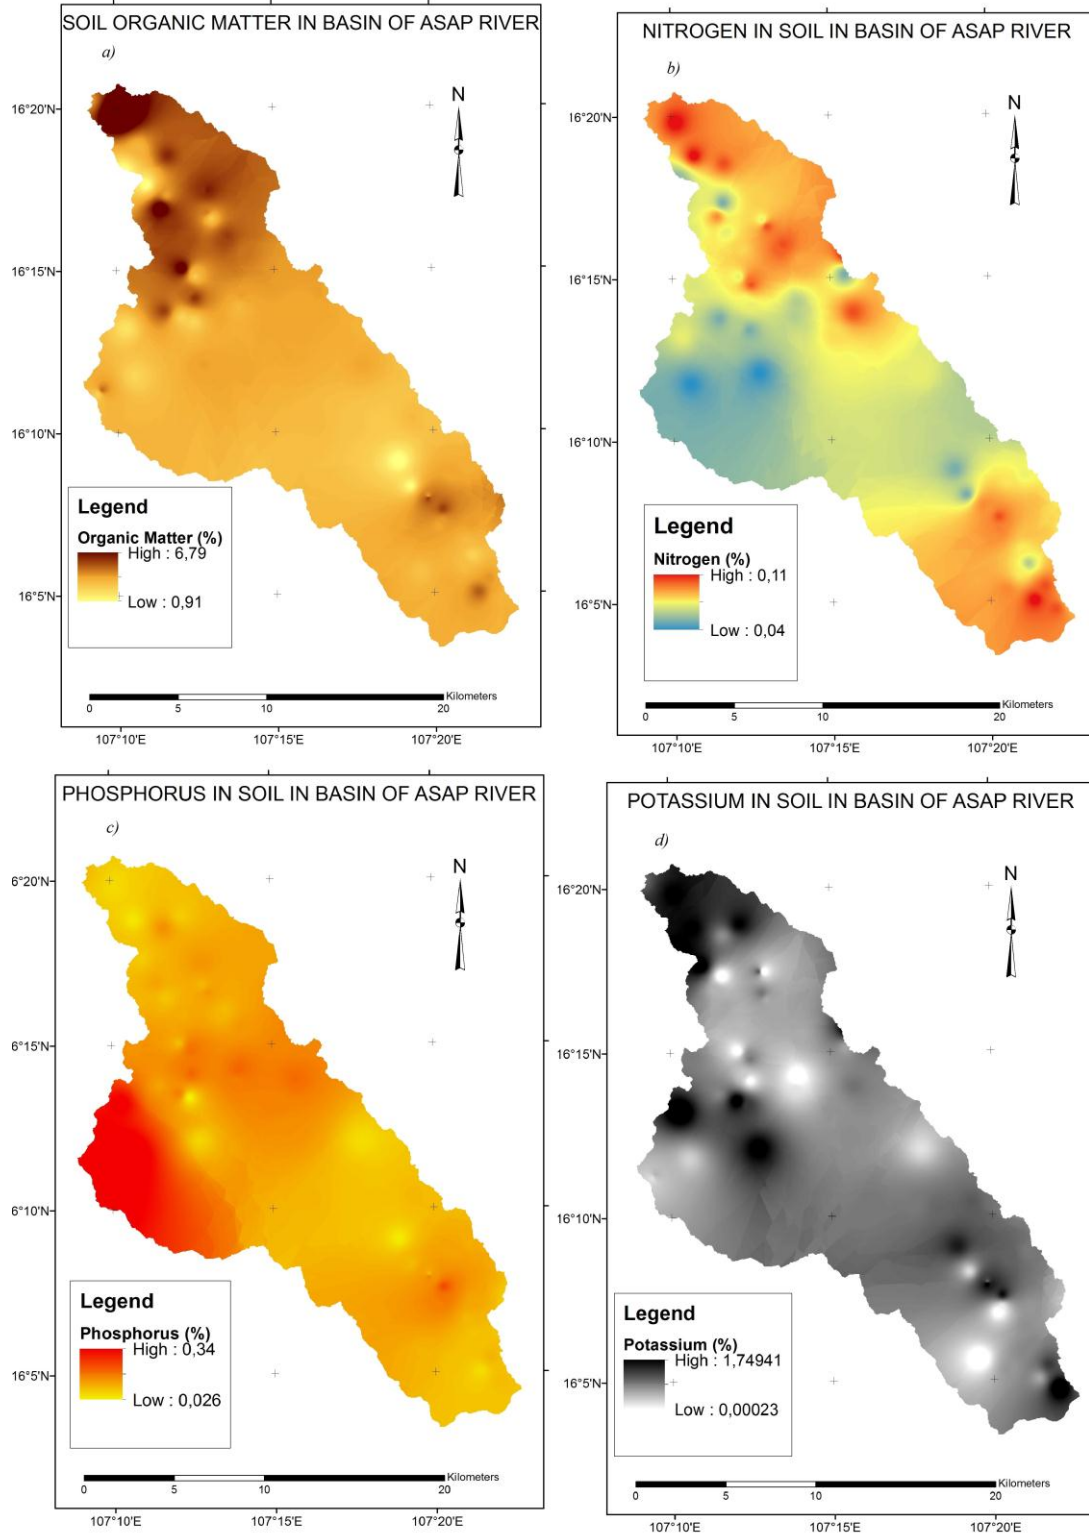 SOIL ORGANIC MATTER IN BASIN OF ASAP RIVER
a)
N
16°20'N
16°15'N
16°10'N
16°5'N
Legend
Organic Matter (%)
High : 6,79
Low : 0,91
Kilometers
0 5 10 20
107°10'E 107°15'E 107°20'E
NITROGEN IN SOIL IN BASIN OF ASAP RIVER
b)
N
16°20'N
16°15'N
16°10'N
16°5'N
Legend
Nitrogen (%)
High : 0,11
Low : 0,04
Kilometers
0 5 10 20
107°10'E 107°15'E 107°20'E
PHOSPHORUS IN SOIL IN BASIN OF ASAP RIVER
c)
N
6°20'N
6°15'N
6°10'N
16°5'N
Legend
Phosphorus (%)
High : 0,34
Low : 0,026
Kilometers
0 5 10 20
107°10'E 107°15'E 107°20'E
POTASSIUM IN SOIL IN BASIN OF ASAP RIVER
d)
N
16°20'N
16°15'N
16°10'N
16°5'N
Legend
Potassium (%)
High : 1,74941
Low : 0,00023
Kilometers
0 5 10 20
107°10'E 107°15'E 107°20'E